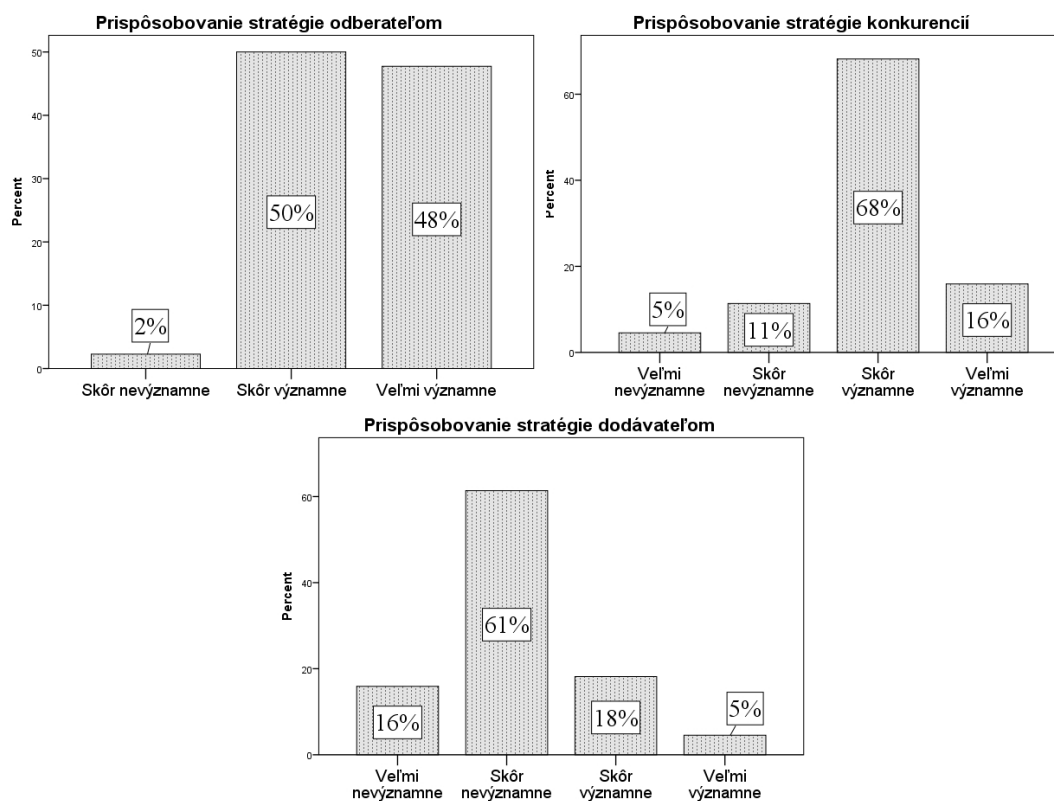 Prispôsobovanie stratégie odberateľom
Percent
50
40
30
20
10
0
2%
50%
48%
Skôr nevýznamne
Skôr významne
Veľmi významne
Prispôsobovanie stratégie konkurencií
Percent
60
40
20
0
5%
11%
68%
16%
Veľmi
nevýznamne
Skôr
nevýznamne
Skôr
významne
Veľmi
významne
Prispôsobovanie stratégie dodávateľom
Percent
60
40
20
0
16%
61%
18%
5%
Veľmi
nevýznamne
Skôr
nevýznamne
Skôr
významne
Veľmi
významne